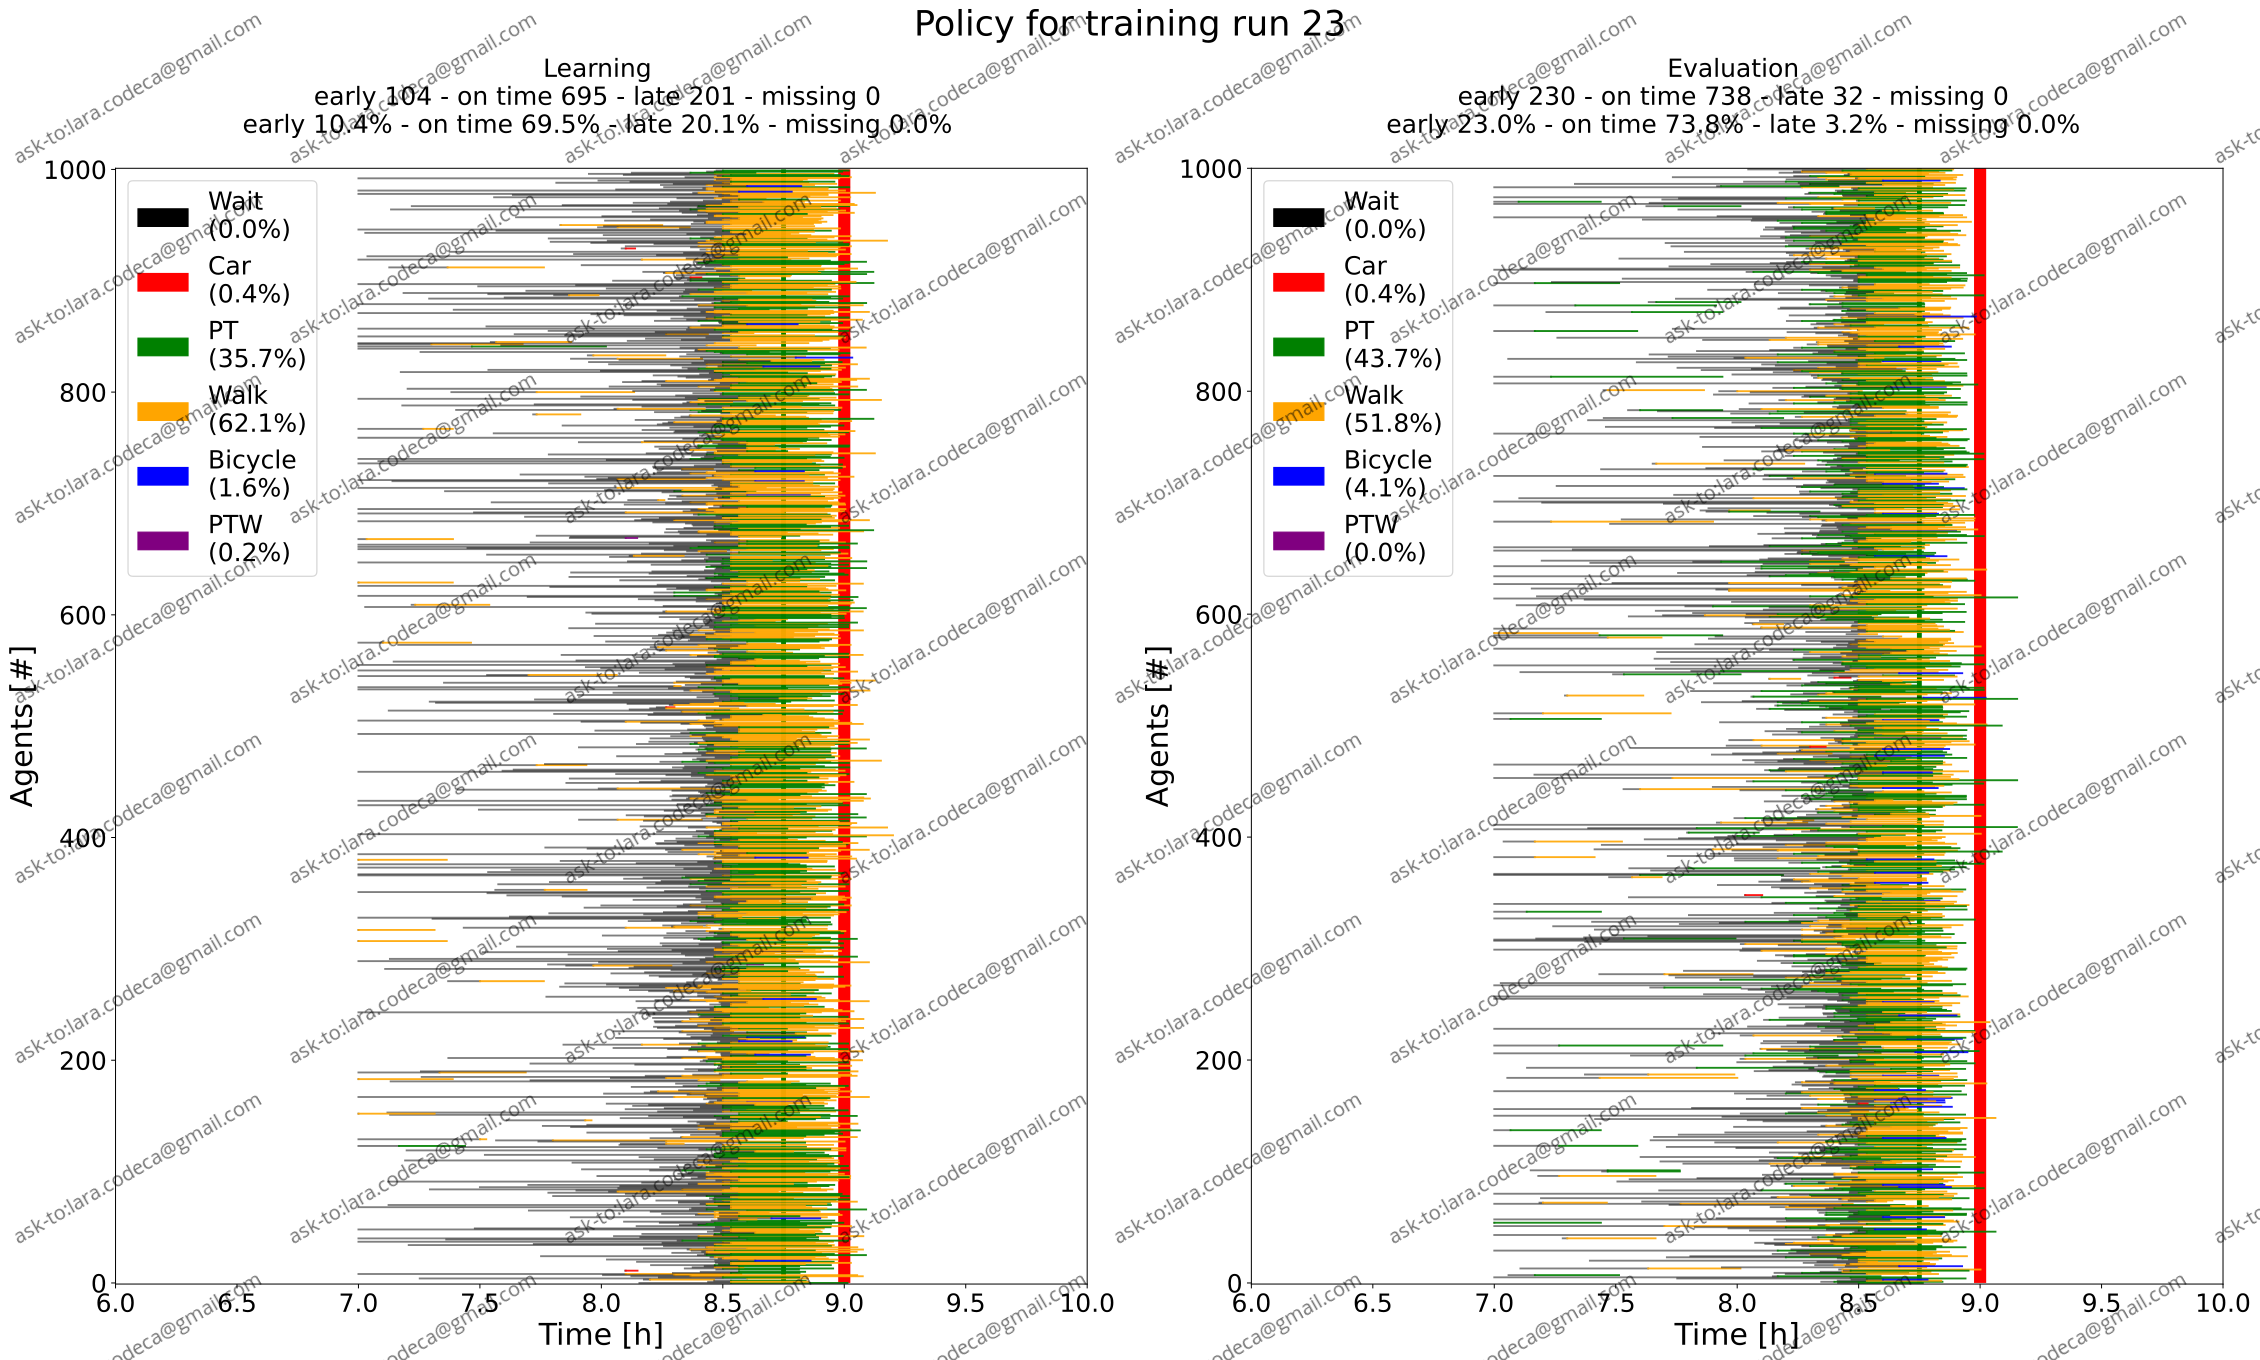 Policy for training run 23
Learning
early 104 - on time 695 - late 201 - missing 0
early 10.4% - on time 69.5% - late 20.1% - missing 0.0%
Agents [#]
1000
800
600
400
200
0
Wait
(0.0%)
Car
(0.4%)
PT
(35.7%)
Walk
(62.1%)
Bicycle
(1.6%)
PTW
(0.2%)
6.0 6.5 7.0 7.5 8.0 8.5 9.0 9.5 10.0
Time [h]
Evaluation
early 230 - on time 738 - late 32 - missing 0
early 23.0% - on time 73.8% - late 3.2% - missing 0.0%
Agents [#]
1000
800
600
400
200
0
Wait
(0.0%)
Car
(0.4%)
PT
(43.7%)
Walk
(51.8%)
Bicycle
(4.1%)
PTW
(0.0%)
6.0 6.5 7.0 7.5 8.0 8.5 9.0 9.5 10.0
Time [h]
ask-to:lara.codeca@gmail.com